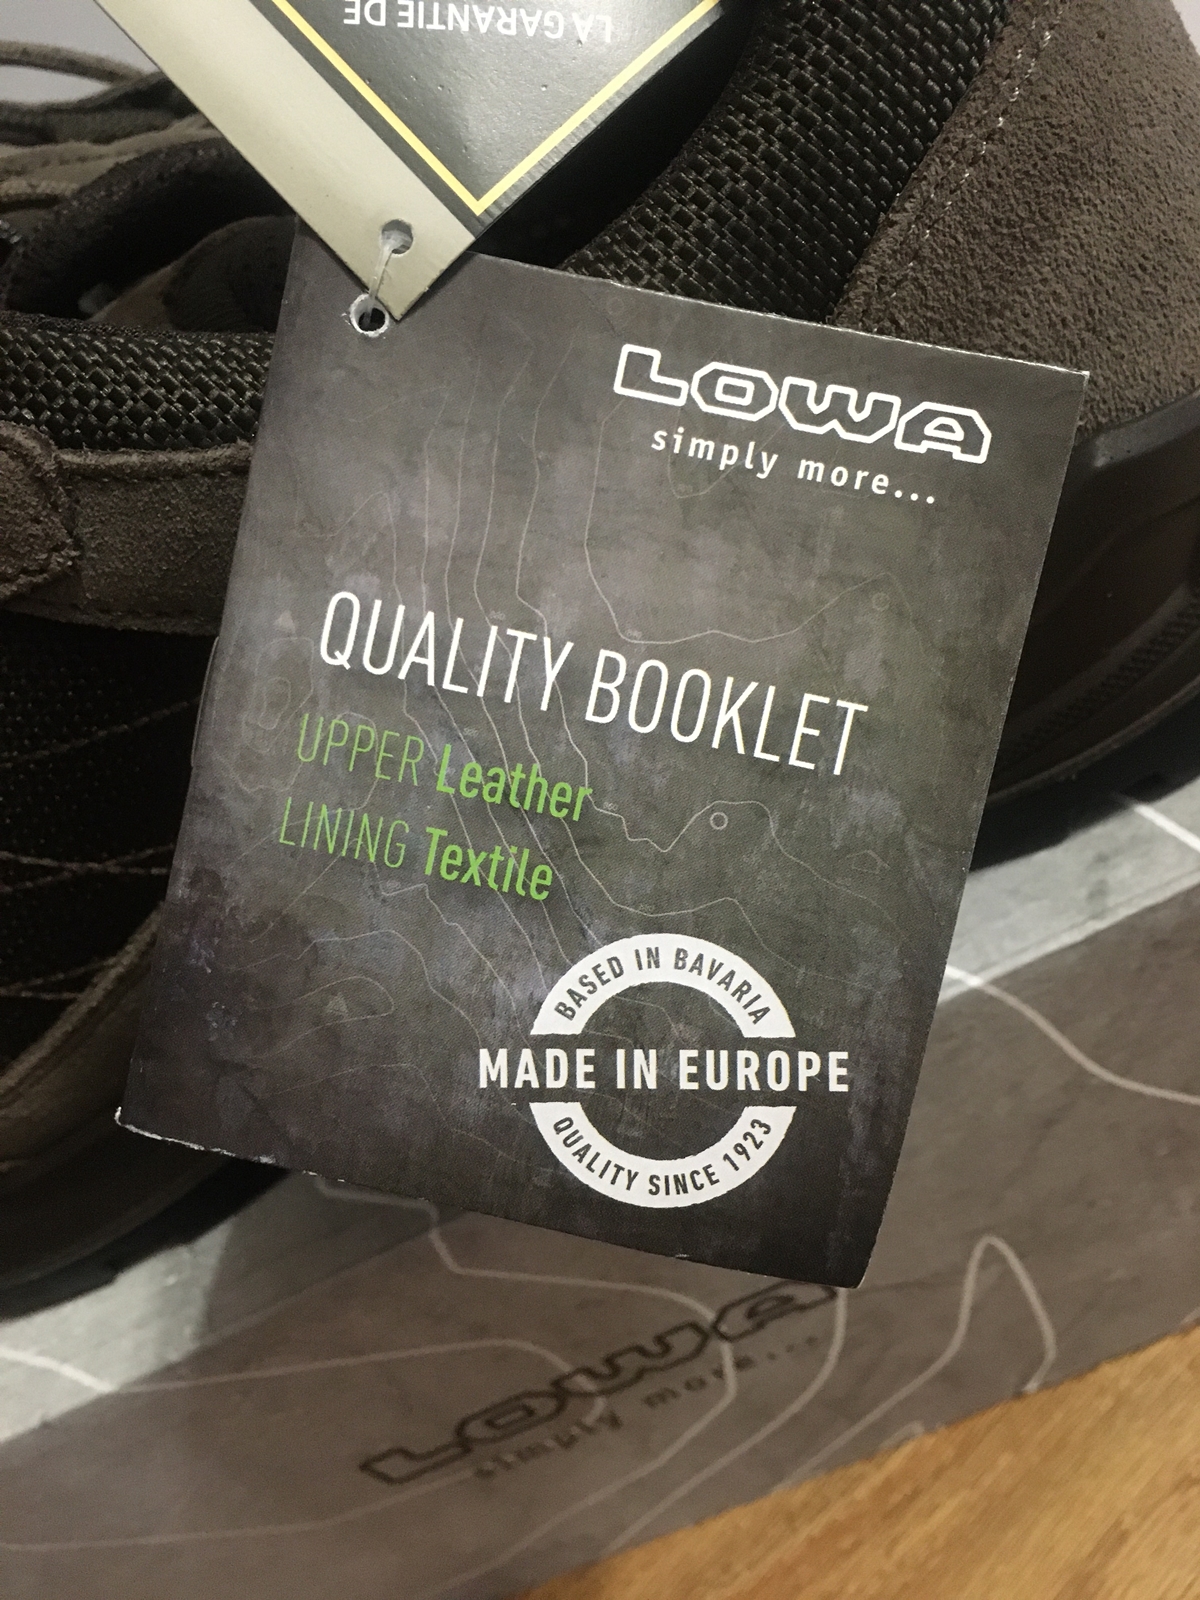 LA GARANTIE DE
LOWA
simply more...
QUALITY BOOKLET
UPPER Leather
LINING Textile
BASED IN BAVARIA
MADE IN EUROPE
QUALITY SINCE 1923
LOWA
simply more...